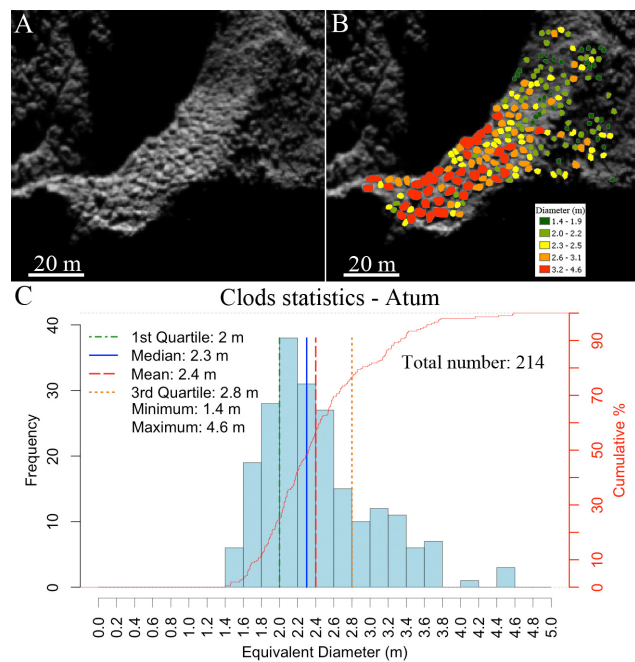 A
B
20 m
20 m
Diameter (m)
1.4 - 1.9
2.0 - 2.2
2.3 - 2.5
2.6 - 3.1
3.2 - 4.6
C
Clods statistics - Atum
1st Quartile: 2 m
Median: 2.3 m
Mean: 2.4 m
3rd Quartile: 2.8 m
Minimum: 1.4 m
Maximum: 4.6 m
Total number: 214
Frequency
0
10
20
30
40
Cumulative %
0
10
30
50
70
90
0.0 0.2 0.4 0.6 0.8 1.0 1.2 1.4 1.6 1.8 2.0 2.2 2.4 2.6 2.8 3.0 3.2 3.4 3.6 3.8 4.0 4.2 4.4 4.6 4.8 5.0
Equivalent Diameter (m)